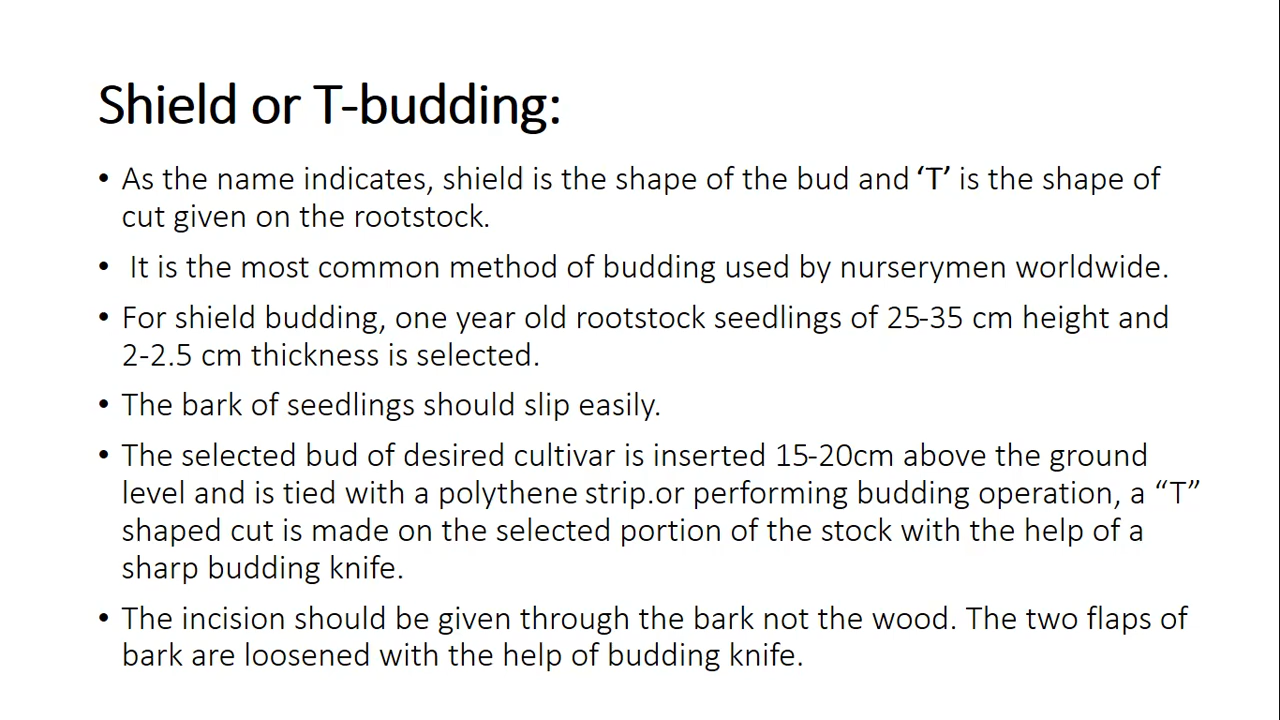 Shield or T-budding:
• As the name indicates, shield is the shape of the bud and ‘T’ is the shape of
cut given on the rootstock.
• It is the most common method of budding used by nurserymen worldwide.
• For shield budding, one year old rootstock seedlings of 25-35 cm height and
2-2.5 cm thickness is selected.
• The bark of seedlings should slip easily.
• The selected bud of desired cultivar is inserted 15-20cm above the ground
level and is tied with a polythene strip.or performing budding operation, a “T”
shaped cut is made on the selected portion of the stock with the help of a
sharp budding knife.
• The incision should be given through the bark not the wood. The two flaps of
bark are loosened with the help of budding knife.